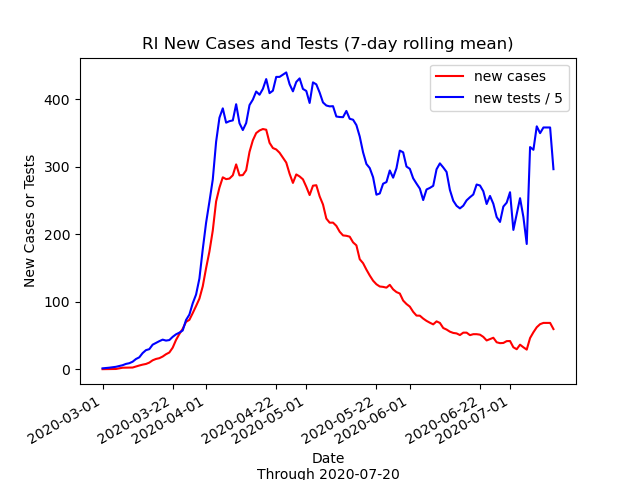 RI New Cases and Tests (7-day rolling mean)
new cases
new tests / 5
New Cases or Tests
400
300
200
100
0
2020-03-01
2020-03-22
2020-04-01
2020-04-22
2020-05-01
2020-05-22
2020-06-01
2020-06-22
2020-07-01
Date
Through 2020-07-20